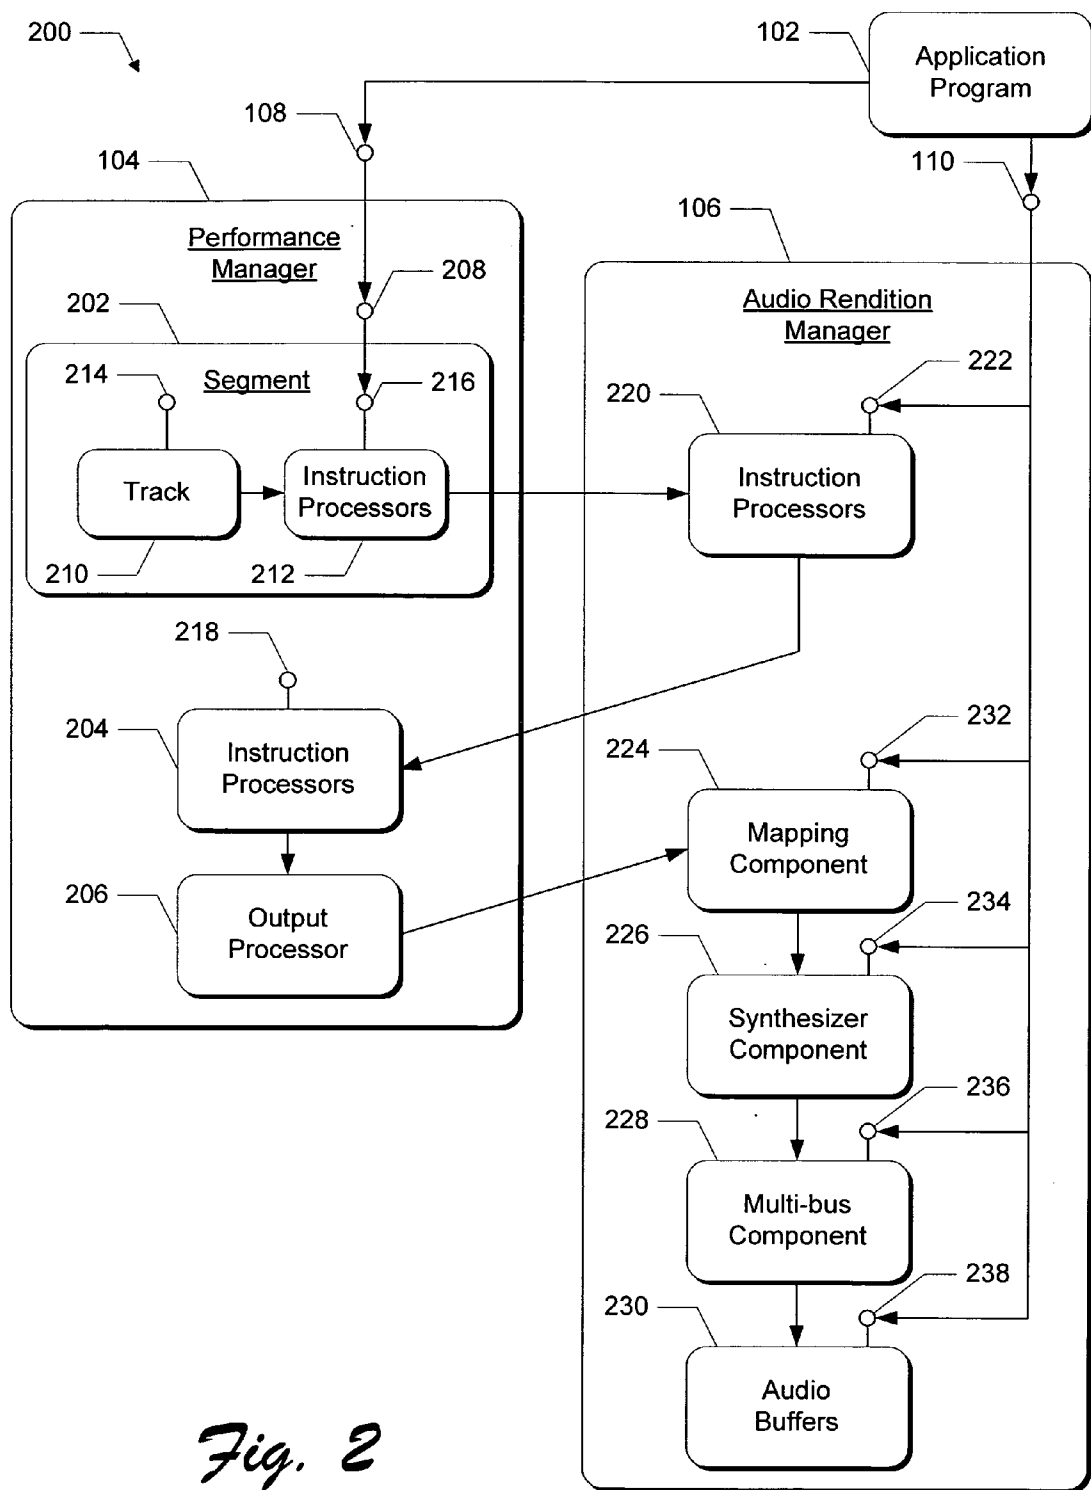 200
102
Application
Program
108
104
110
106
Performance
Manager
208
Audio Rendition
Manager
202
214
Segment
216
222
220
Track
Instruction
Processors
Instruction
Processors
210
212
218
232
204
Instruction
Processors
224
Mapping
Component
206
Output
Processor
234
226
Synthesizer
Component
236
228
Multi-bus
Component
238
230
Audio
Buffers
Fig. 2